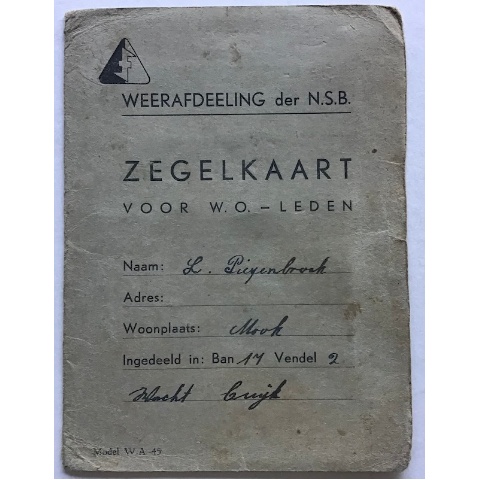 WEERAFDEELING der N.S.B.
ZEGELKAART
VOOR W.O. – LEDEN
Naam: L. Piezenbroek
Adres:
Woonplaats: Mook
Ingedeeld in: Ban 17 Vendel 2
Wacht Cuijk
Model W.A 45